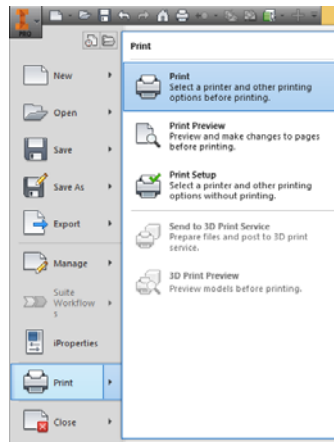 PRO
Print
New
Open
Save
Save As
Export
Manage
Suite
Workflow
s
iProperties
Print
Close
Print
Select a printer and other printing
options before printing.
Print Preview
Preview and make changes to pages
before printing.
Print Setup
Select a printer and other printing
options without printing.
Send to 3D Print Service
Prepare files and post to 3D print
service.
3D Print Preview
Preview models before printing.